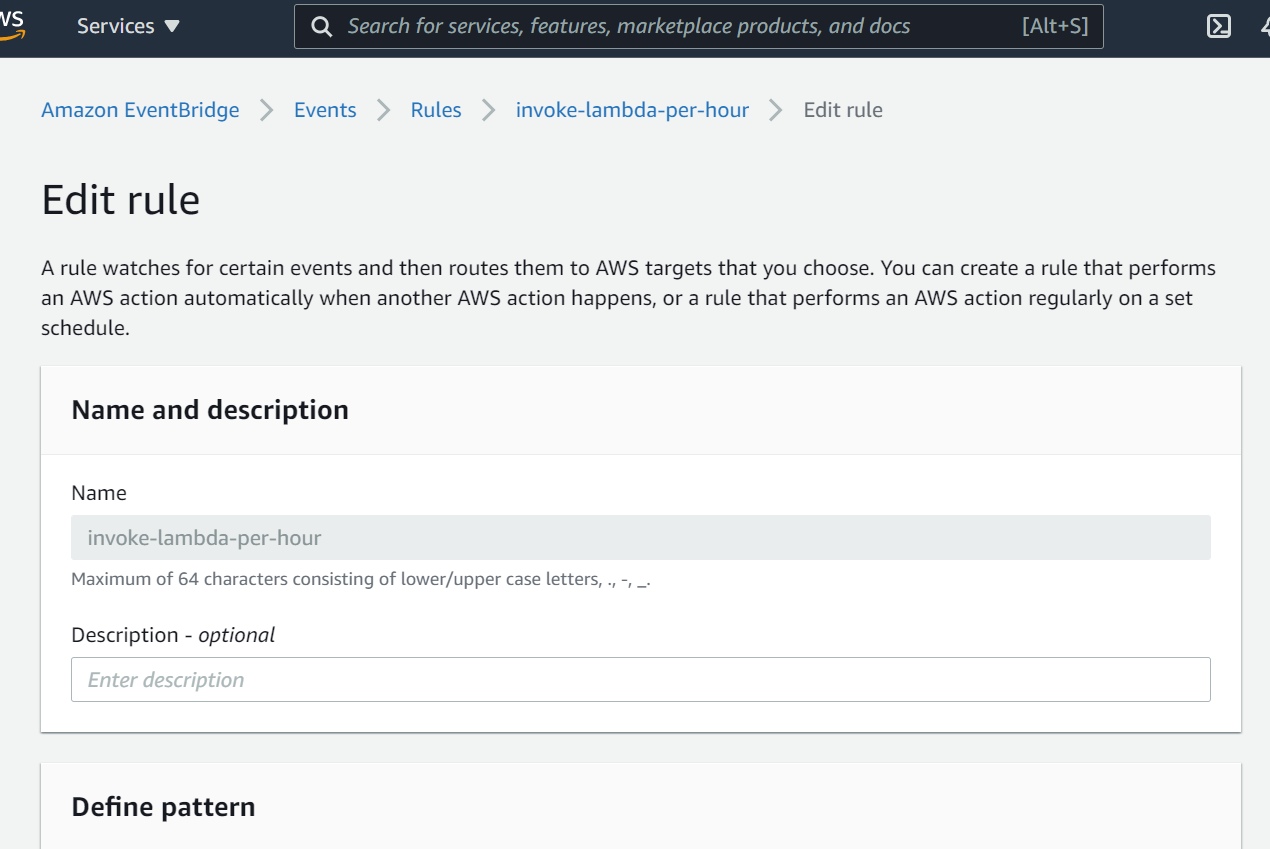 WS
Services
Search for services, features, marketplace products, and docs
[Alt+S]
Amazon EventBridge
Events
Rules
invoke-lambda-per-hour
Edit rule
Edit rule
A rule watches for certain events and then routes them to AWS targets that you choose. You can create a rule that performs
an AWS action automatically when another AWS action happens, or a rule that performs an AWS action regularly on a set
schedule.
Name and description
Name
invoke-lambda-per-hour
Maximum of 64 characters consisting of lower/upper case letters, ., -, _.
Description - optional
Enter description
Define pattern